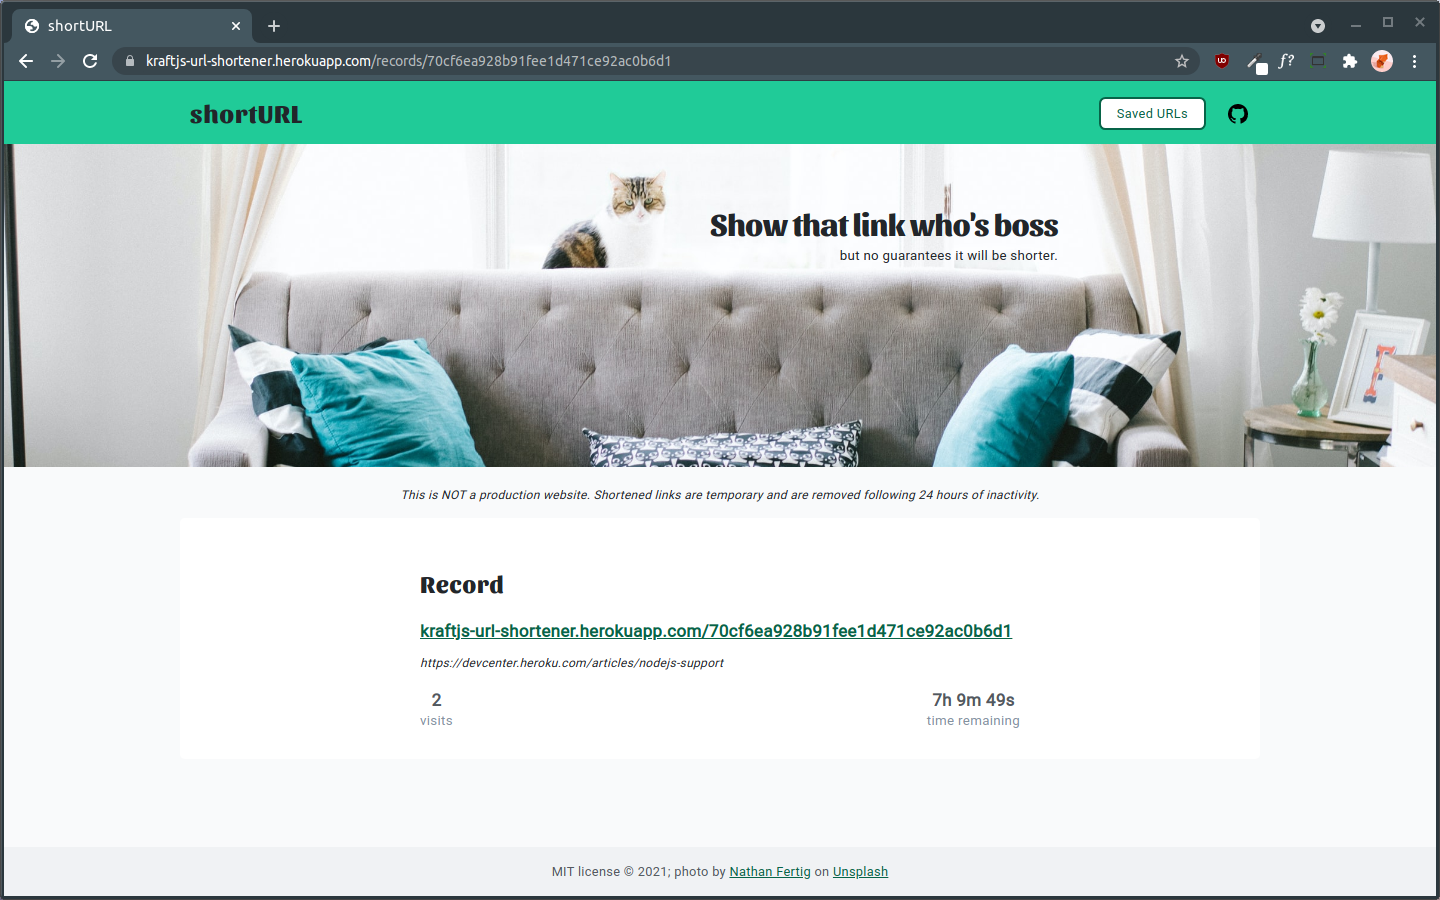 shortURL
kraftjs-url-shortener.herokuapp.com/records/70cf6ea928b91fee1d471ce92ac0b6d1
UO
f?
shortURL
Saved URLs
Show that link who's boss
but no guarantees it will be shorter.
This is NOT a production website. Shortened links are temporary and are removed following 24 hours of inactivity.
Record
kraftjs-url-shortener.herokuapp.com/70cf6ea928b91fee1d471ce92ac0b6d1
https://devcenter.heroku.com/articles/nodejs-support
2
7h 9m 49s
visits
time remaining
MIT license © 2021; photo by Nathan Fertig on Unsplash